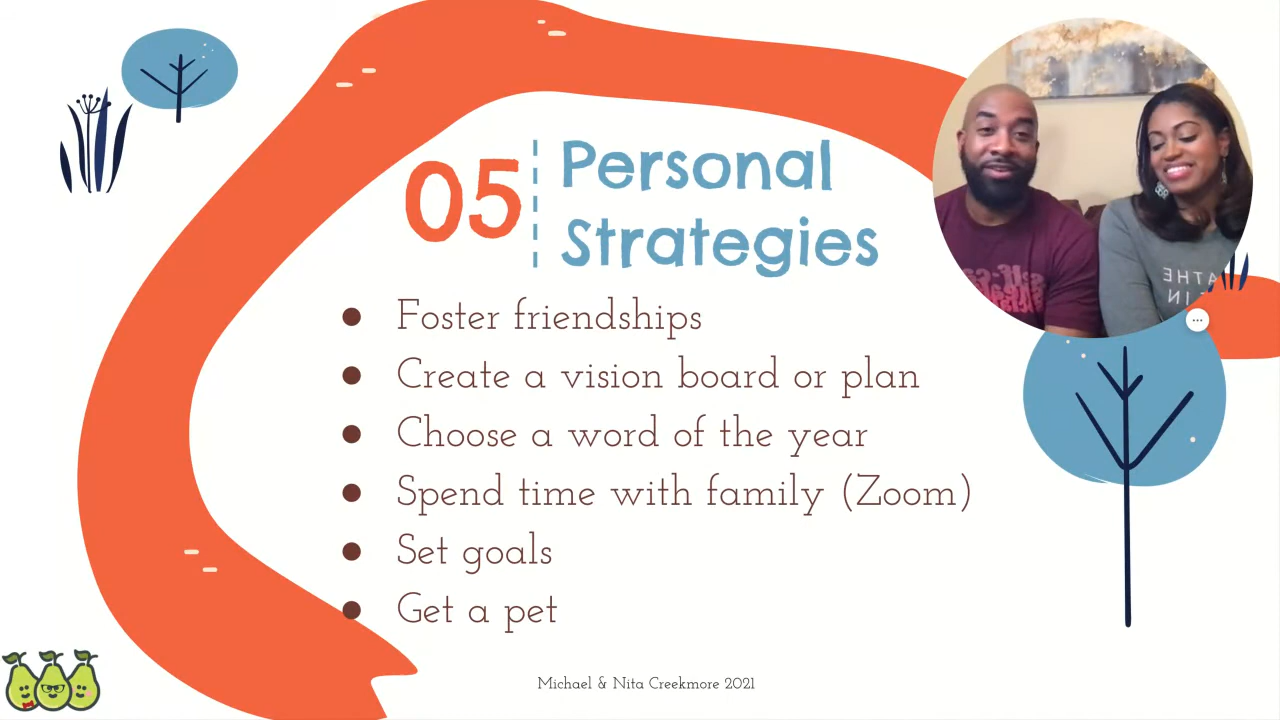 05
Personal
Strategies
● Foster friendships
● Create a vision board or plan
● Choose a word of the year
● Spend time with family (Zoom)
● Set goals
● Get a pet
Michael & Nita Creekmore 2021